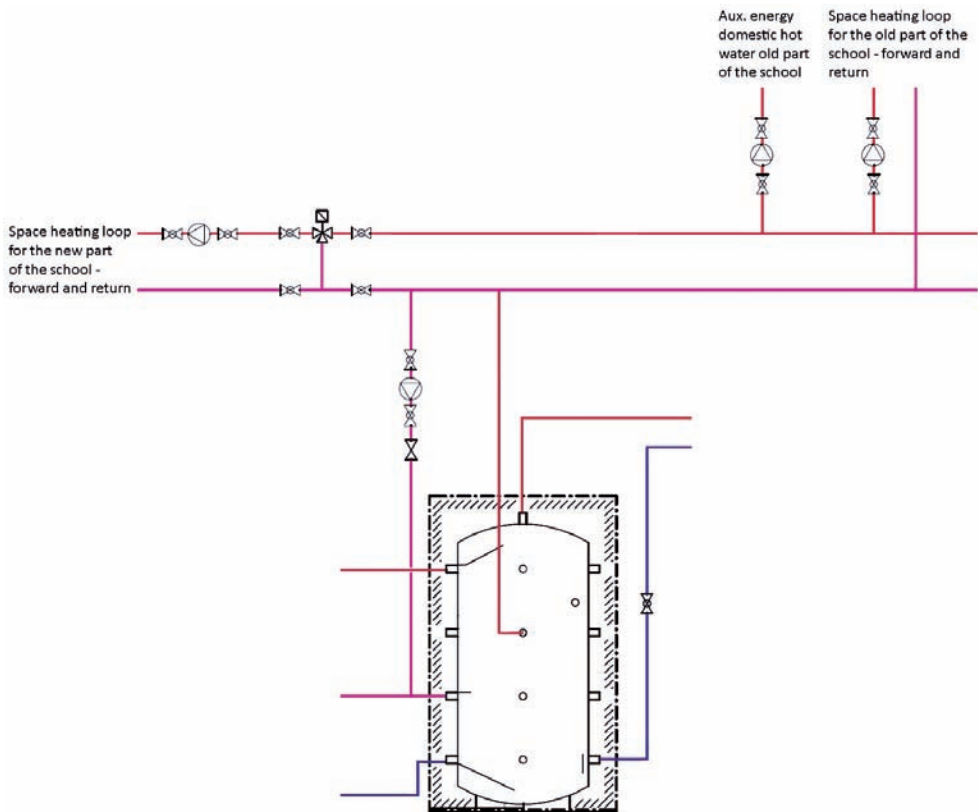 Aux. energy
domestic hot
water old part
of the school
Space heating loop
for the old part of the
school - forward and
return
Space heating loop
for the new part
of the school -
forward and return